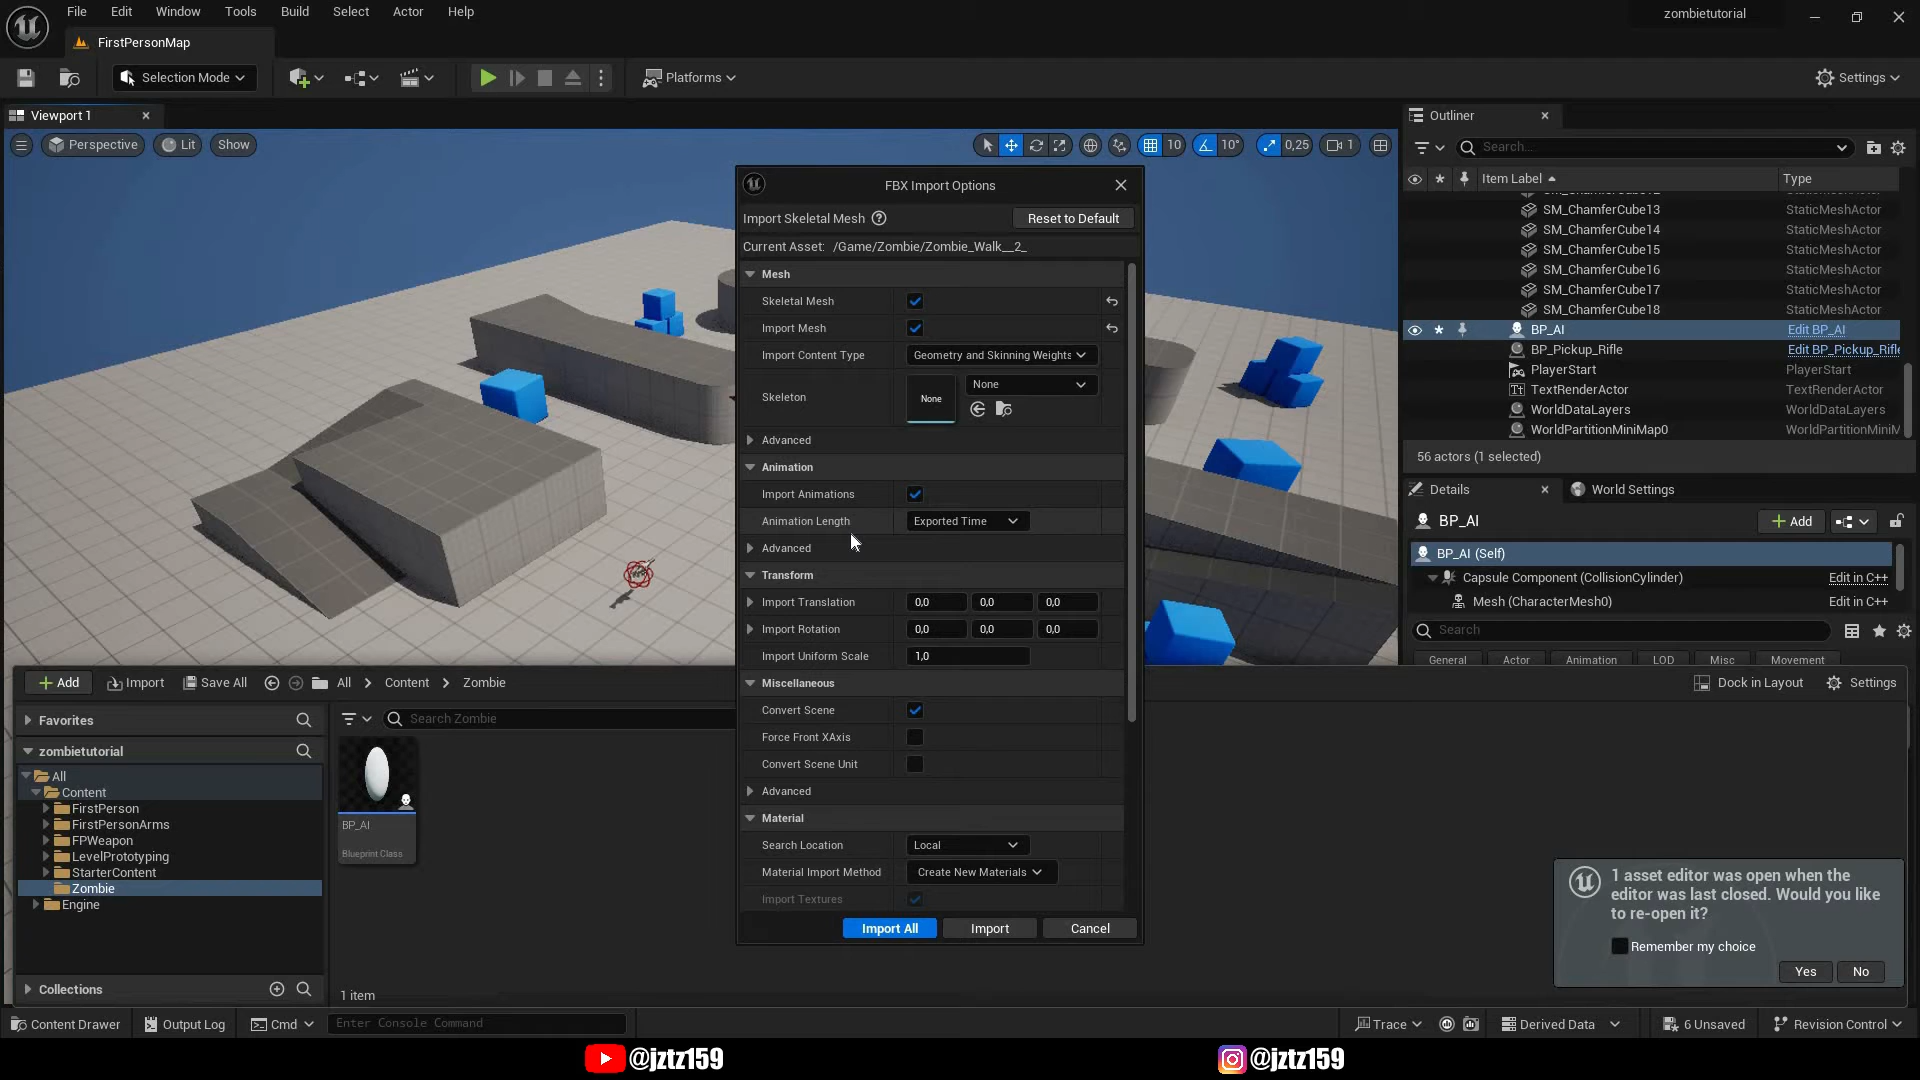 File Edit Window Tools Build Select Actor Help
zombietutorial
FirstPersonMap
Selection Mode
Platforms
Settings
Viewport 1
Perspective
Lit
Show
10
10°
0,25
1
Outliner
Search...
Item Label
Type
SM_ChamferCube13 StaticMeshActor
SM_ChamferCube14 StaticMeshActor
SM_ChamferCube15 StaticMeshActor
SM_ChamferCube16 StaticMeshActor
SM_ChamferCube17 StaticMeshActor
SM_ChamferCube18 StaticMeshActor
BP_AI Edit BP_AI
BP_Pickup_Rifle Edit BP_Pickup_Rifle
PlayerStart PlayerStart
TextRenderActor TextRenderActor
WorldDataLayers WorldDataLayers
WorldPartitionMiniMap0 WorldPartitionMiniM
56 actors (1 selected)
Details
World Settings
BP_AI
+ Add
BP_AI (Self)
Capsule Component (CollisionCylinder) Edit in C++
Mesh (CharacterMesh0) Edit in C++
Search
General Actor Animation LOD Misc Movement
FBX Import Options
Import Skeletal Mesh ?
Reset to Default
Current Asset: /Game/Zombie/Zombie_Walk__2_
Mesh
Skeletal Mesh
Import Mesh
Import Content Type Geometry and Skinning Weights
Skeleton None None
Advanced
Animation
Import Animations
Animation Length Exported Time
Advanced
Transform
Import Translation 0,0 0,0 0,0
Import Rotation 0,0 0,0 0,0
Import Uniform Scale 1,0
Miscellaneous
Convert Scene
Force Front XAxis
Convert Scene Unit
Advanced
Material
Search Location Local
Material Import Method Create New Materials
Import Textures
Import All
Import
Cancel
+ Add
Import
Save All
All > Content > Zombie
Dock in Layout
Settings
Favorites
Search Zombie
zombietutorial
All
Content
FirstPerson
FirstPersonArms
FPWeapon
LevelPrototyping
StarterContent
Zombie
Engine
BP_AI
Blueprint Class
Collections
1 item
1 asset editor was open when the
editor was last closed. Would you like
to re-open it?
Remember my choice
Yes
No
Content Drawer
Output Log
Cmd
Enter Console Command
Trace
Derived Data
6 Unsaved
Revision Control
@jztz159
@jztz159